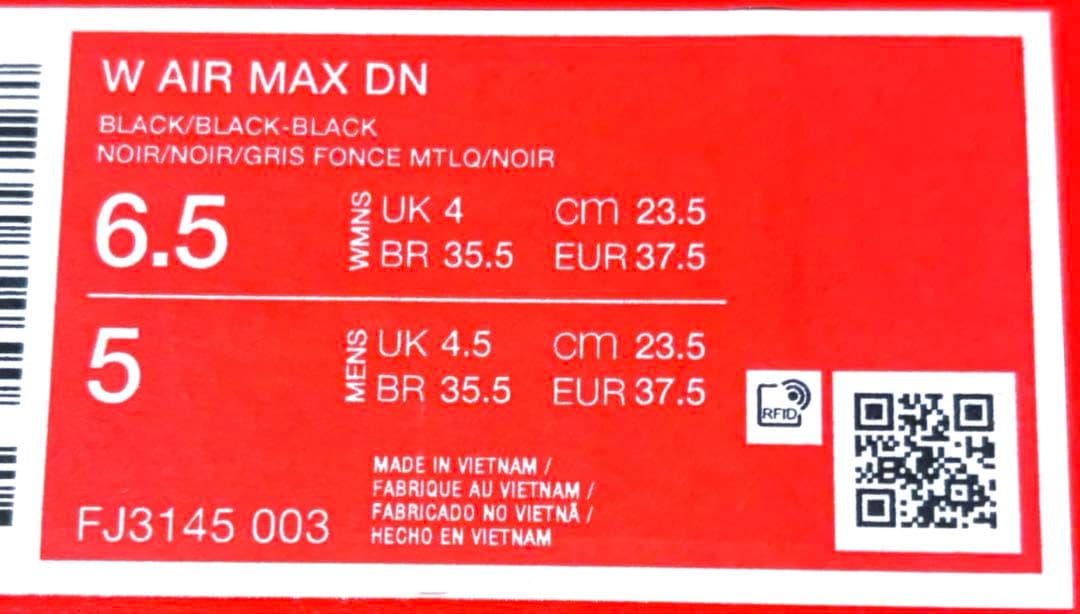 W AIR MAX DN
BLACK/BLACK-BLACK
NOIR/NOIR/GRIS FONCE MTLQ/NOIR
6.5 WMNS UK 4 cm 23.5
BR 35.5 EUR 37.5
5 MENS UK 4.5 cm 23.5
BR 35.5 EUR 37.5
RFID
MADE IN VIETNAM /
FABRIQUE AU VIETNAM /
FABRICADO NO VIETNÃ /
HECHO EN VIETNAM
FJ3145 003